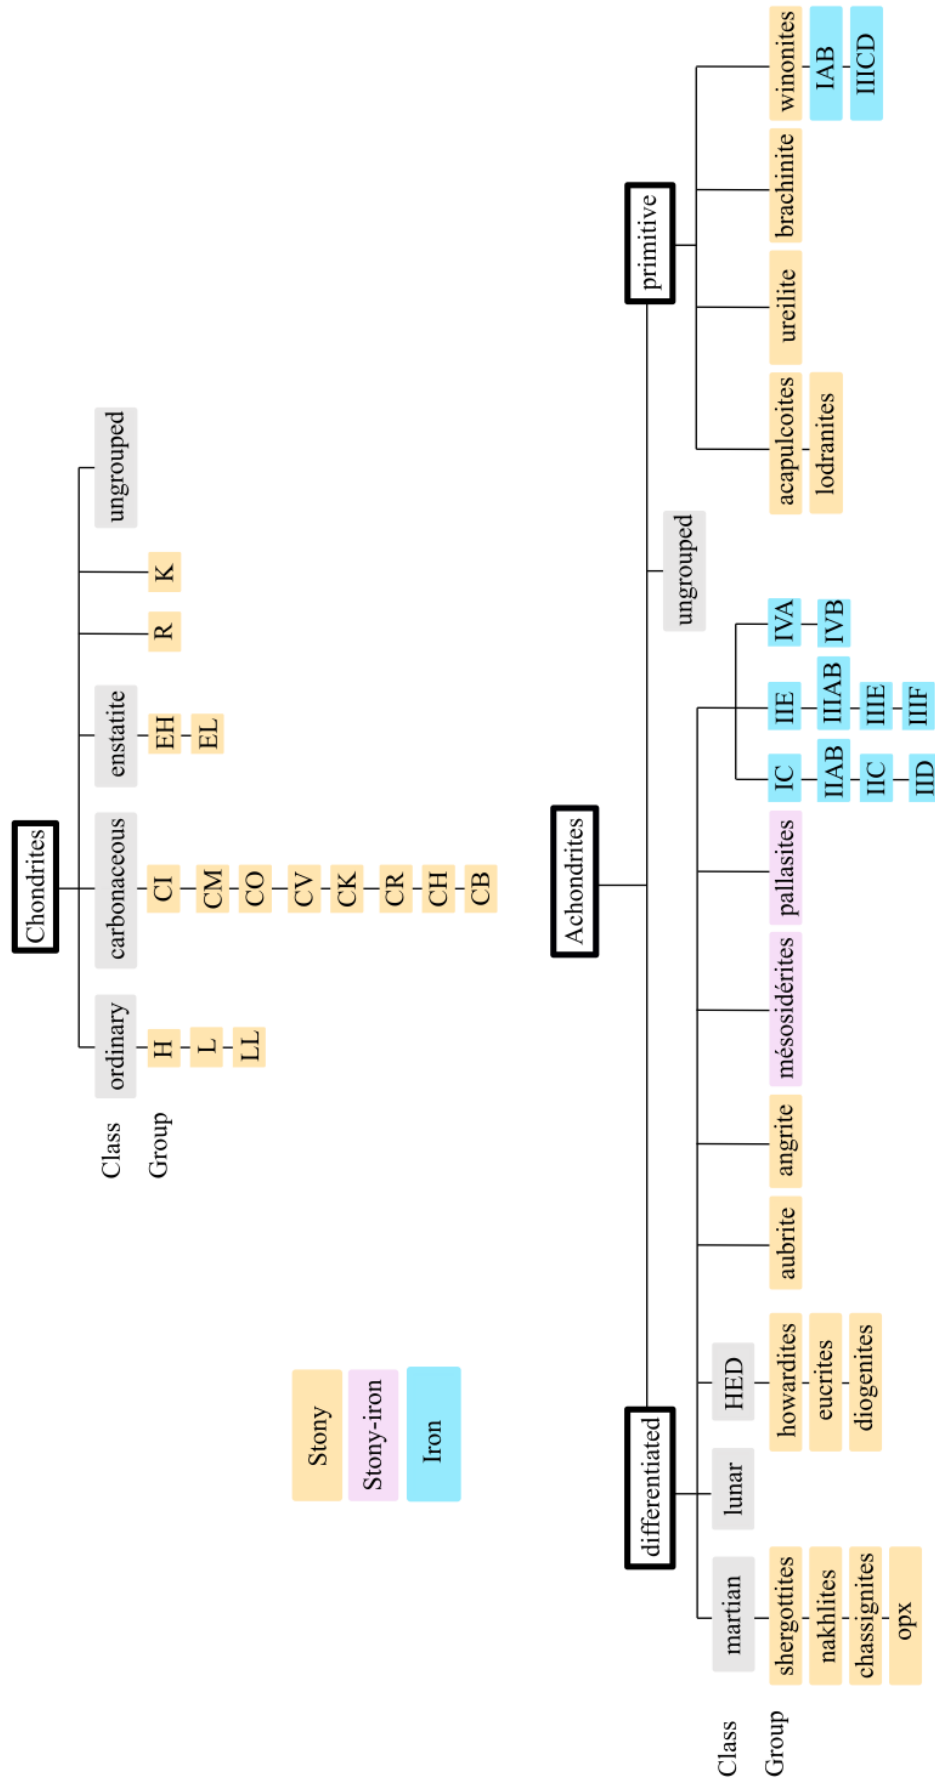 Chondrites
Class
ordinary
carbonaceous
enstatite
ungrouped
Group
H
L
LL
CI
CM
CO
CV
CK
CR
CH
CB
EH
EL
R
K
Stony
Stony-iron
Iron
Achondrites
differentiated
ungrouped
primitive
Class
martian
lunar
HED
Group
shergottites
nakhlites
chassignites
opx
howardites
eucrites
diogenites
aubrite
angrite
mésosidérites
pallasites
IC
IIAB
IIC
IID
IIE
IIIAB
IIIE
IIIF
IVA
IVB
acapulcoites
lodranites
ureilite
brachinite
winonites
IAB
IIICD